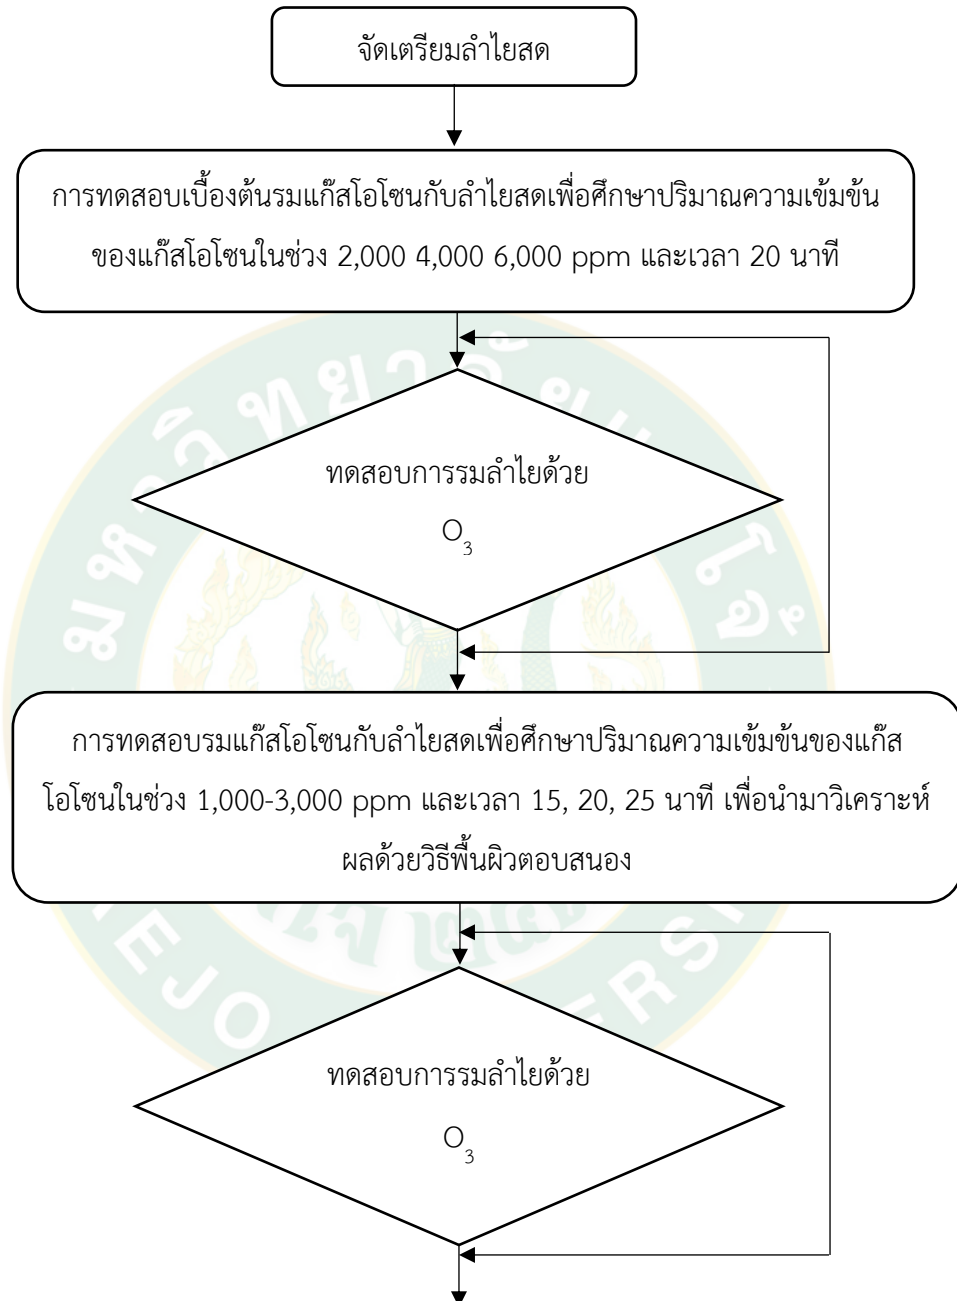 จัดเตรียมลำไยสด
การทดสอบเบื้องต้นรมแก๊สโอโซนกับลำไยสดเพื่อศึกษาปริมาณความเข้มข้น
ของแก๊สโอโซนในช่วง 2,000 4,000 6,000 ppm และเวลา 20 นาที
ทดสอบการรมลำไยด้วย
O₃
การทดสอบรมแก๊สโอโซนกับลำไยสดเพื่อศึกษาปริมาณความเข้มข้นของแก๊ส
โอโซนในช่วง 1,000-3,000 ppm และเวลา 15, 20, 25 นาที เพื่อนำมาวิเคราะห์
ผลด้วยวิธีพื้นผิวตอบสนอง
ทดสอบการรมลำไยด้วย
O₃